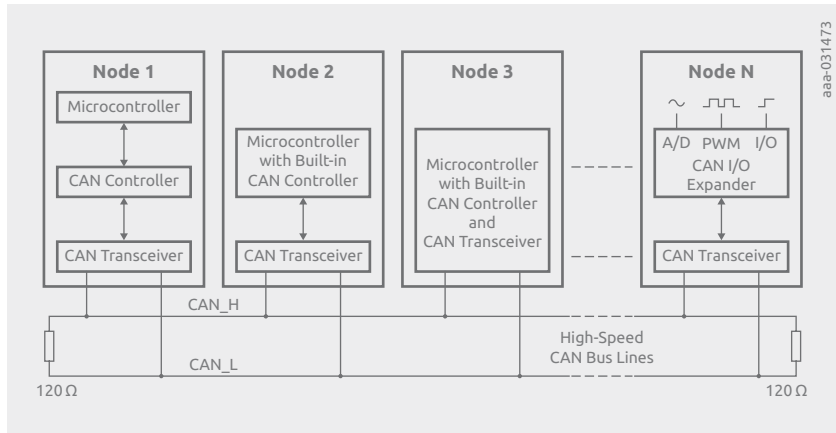 aaa-031473
Node 1
Microcontroller
CAN Controller
CAN Transceiver
Node 2
Microcontroller
with Built-in
CAN Controller
CAN Transceiver
Node 3
Microcontroller
with Built-in
CAN Controller
and
CAN Transceiver
Node N
A/D PWM I/O
CAN I/O
Expander
CAN Transceiver
CAN_H
High-Speed
CAN Bus Lines
CAN_L
120 Ω
120 Ω